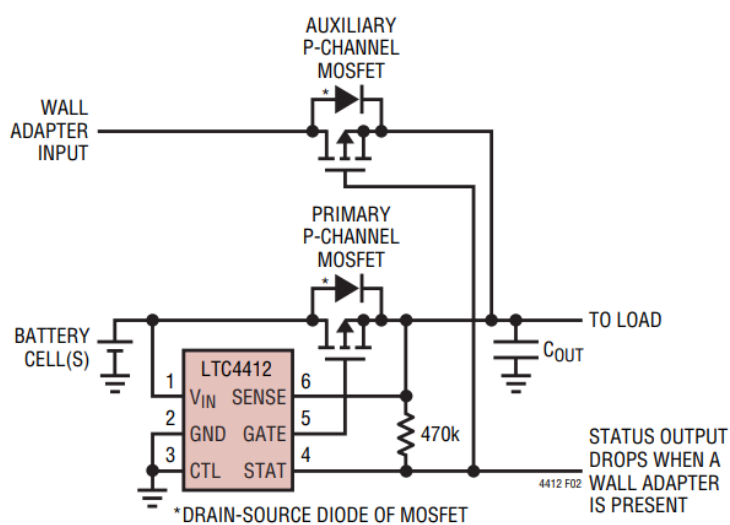 AUXILIARY
P-CHANNEL
MOSFET
*
WALL
ADAPTER
INPUT
PRIMARY
P-CHANNEL
MOSFET
*
TO LOAD
BATTERY
CELL(S)
C_OUT
LTC4412
1
V_IN
SENSE
6
2
GND
GATE
5
3
CTL
STAT
4
470k
STATUS OUTPUT
DROPS WHEN A
WALL ADAPTER
IS PRESENT
4412 F02
*DRAIN-SOURCE DIODE OF MOSFET